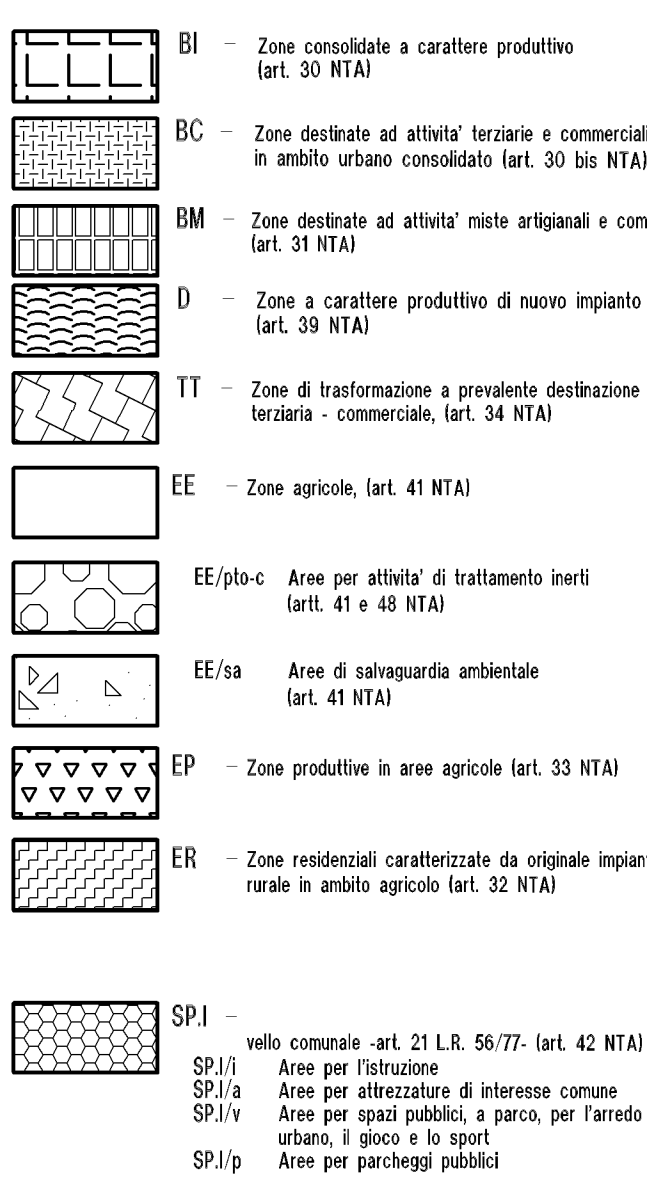 BI – Zone consolidate a carattere produttivo
(art. 30 NTA)
BC – Zone destinate ad attivita' terziarie e commerciali
in ambito urbano consolidato (art. 30 bis NTA)
BM – Zone destinate ad attivita' miste artigianali e com
(art. 31 NTA)
D – Zone a carattere produttivo di nuovo impianto
(art. 39 NTA)
TT – Zone di trasformazione a prevalente destinazione
terziaria - commerciale, (art. 34 NTA)
EE – Zone agricole, (art. 41 NTA)
EE/pto-c Aree per attivita' di trattamento inerti
(artt. 41 e 48 NTA)
EE/sa Aree di salvaguardia ambientale
(art. 41 NTA)
EP – Zone produttive in aree agricole (art. 33 NTA)
ER – Zone residenziali caratterizzate da originale impian
rurale in ambito agricolo (art. 32 NTA)
SP.I –
vello comunale -art. 21 L.R. 56/77- (art. 42 NTA)
SP.I/i Aree per l'istruzione
SP.I/a Aree per attrezzature di interesse comune
SP.I/v Aree per spazi pubblici, a parco, per l'arredo
urbano, il gioco e lo sport
SP.I/p Aree per parcheggi pubblici